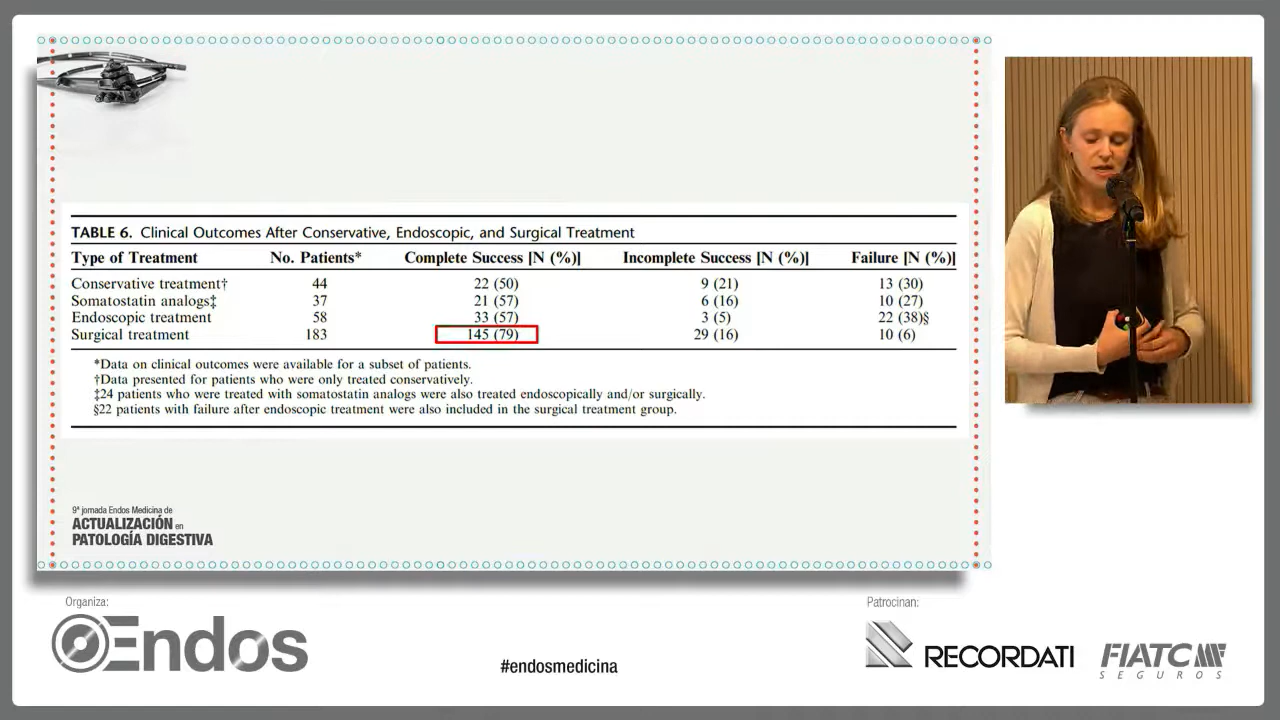 TABLE 6. Clinical Outcomes After Conservative, Endoscopic, and Surgical Treatment
Type of Treatment No. Patients* Complete Success [N (%)] Incomplete Success [N (%)] Failure [N (%)]
Conservative treatment† 44 22 (50) 9 (21) 13 (30)
Somatostatin analogs‡ 37 21 (57) 6 (16) 10 (27)
Endoscopic treatment 58 33 (57) 3 (5) 22 (38)§
Surgical treatment 183 145 (79) 29 (16) 10 (6)
*Data on clinical outcomes were available for a subset of patients.
†Data presented for patients who were only treated conservatively.
‡24 patients who were treated with somatostatin analogs were also treated endoscopically and/or surgically.
§22 patients with failure after endoscopic treatment were also included in the surgical treatment group.
9ª jornada Endos Medicina de
ACTUALIZACIÓN en
PATOLOGÍA DIGESTIVA
Organiza:
Endos
#endosmedicina
Patrocinan:
RECORDATI
FIATC
SEGUROS